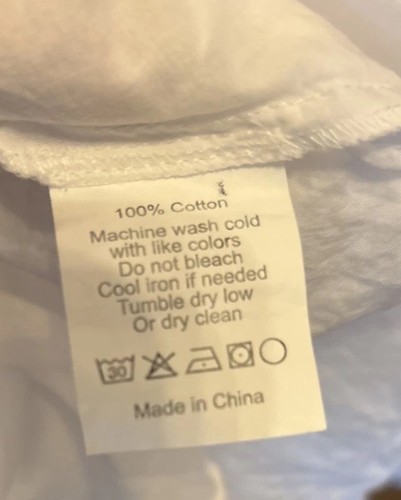 100% Cotton
Machine wash cold
with like colors
Do not bleach
Cool iron if needed
Tumble dry low
Or dry clean
30
Made in China